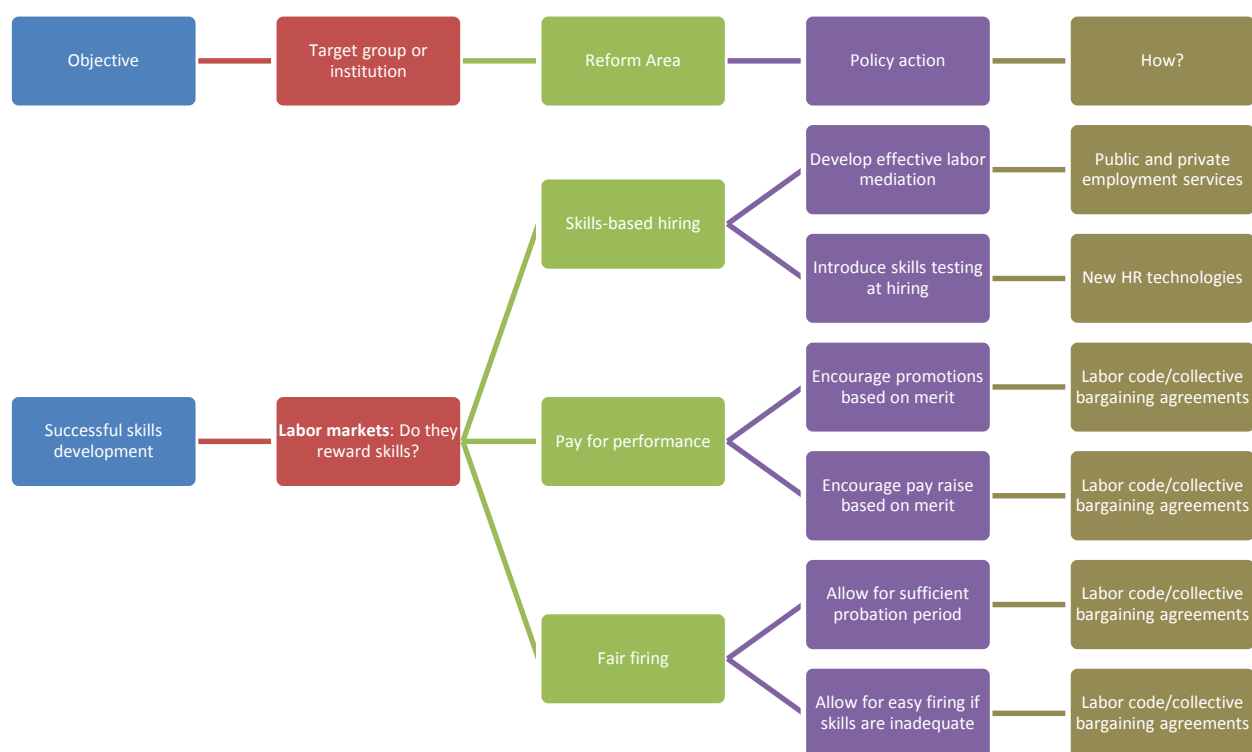 Objective
Target group or
institution
Reform Area
Policy action
How?
Successful skills
development
Labor markets: Do they
reward skills?
Skills-based hiring
Develop effective labor
mediation
Public and private
employment services
Introduce skills testing
at hiring
New HR technologies
Pay for performance
Encourage promotions
based on merit
Labor code/collective
bargaining agreements
Encourage pay raise
based on merit
Labor code/collective
bargaining agreements
Fair firing
Allow for sufficient
probation period
Labor code/collective
bargaining agreements
Allow for easy firing if
skills are inadequate
Labor code/collective
bargaining agreements